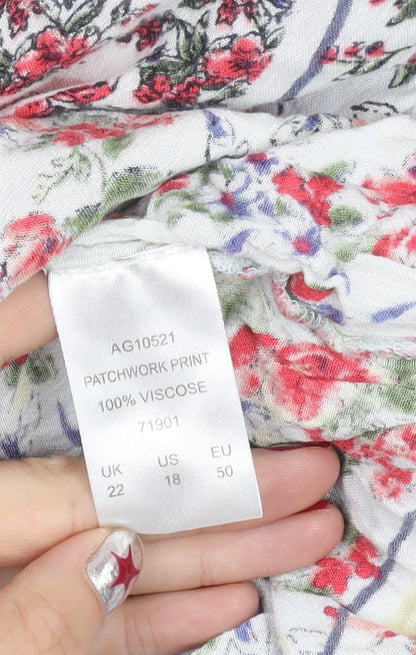 AG10521
PATCHWORK PRINT
100% VISCOSE
71901
UK US EU
22 18 50